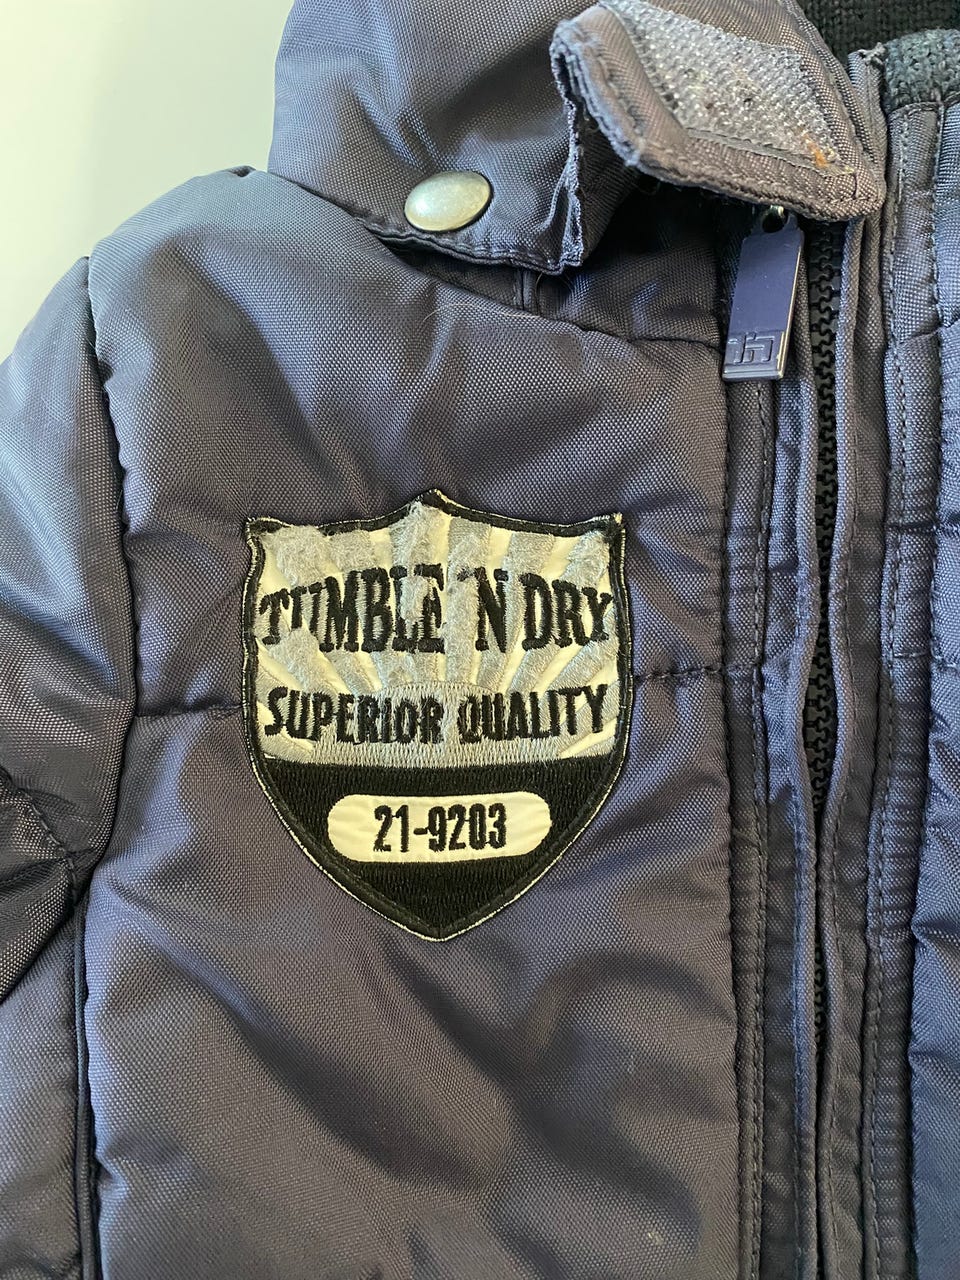 TUMBLE 'N DRY
SUPERIOR QUALITY
21-9203